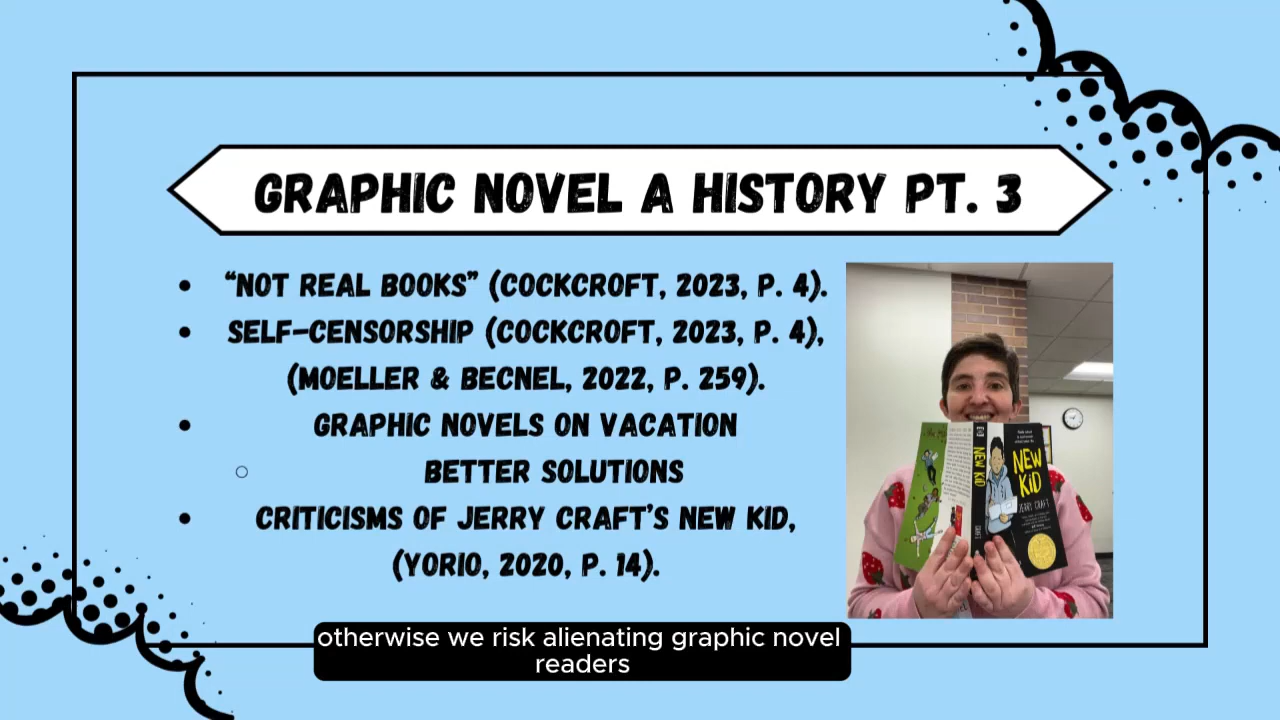 GRAPHIC NOVEL A HISTORY PT. 3
“NOT REAL BOOKS” (COCKCROFT, 2023, P. 4).
SELF-CENSORSHIP (COCKCROFT, 2023, P. 4),
(MOELLER & BECNEL, 2022, P. 259).
GRAPHIC NOVELS ON VACATION
BETTER SOLUTIONS
CRITICISMS OF JERRY CRAFT’S NEW KID,
(YORIO, 2020, P. 14).
NEW KID
NEW
KID
JERRY CRAFT
otherwise we risk alienating graphic novel
readers